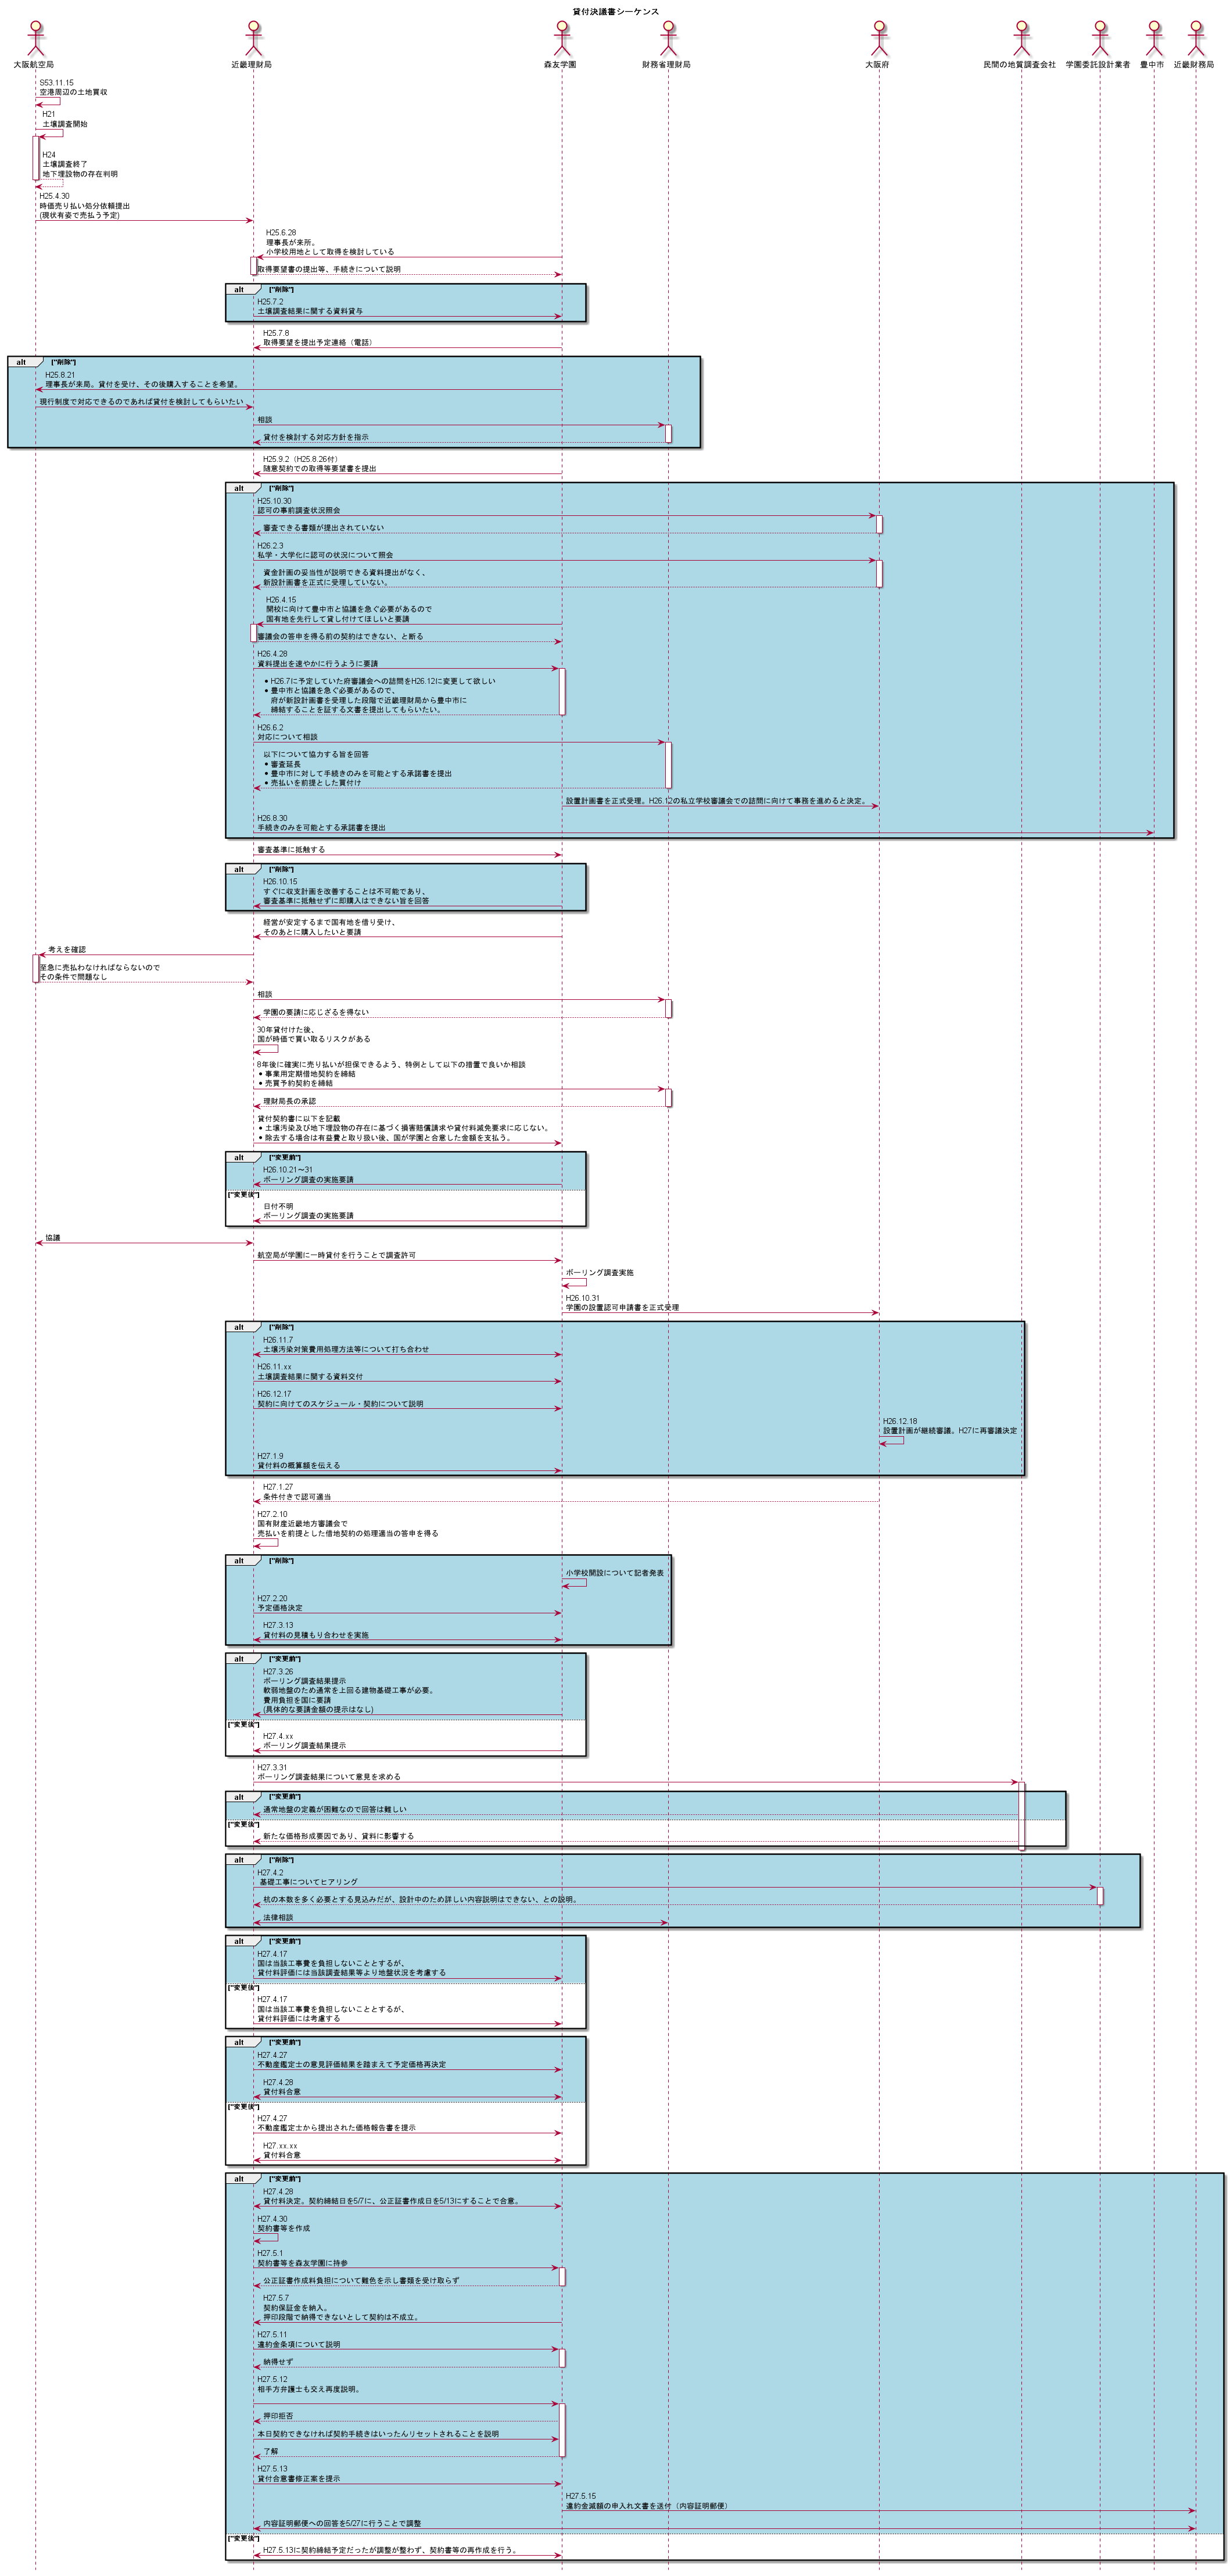 貸付決議書シーケンス
大阪航空局
近畿理財局
森友学園
財務省理財局
大阪府
民間の地質調査会社
学園委託設計業者
豊中市
近畿財務局
S53.11.15
空港周辺の土地買収
H21
土壌調査開始
H24
土壌調査終了
地下埋設物の存在判明
H25.4.30
時価売り払い処分依頼提出
(現状有姿で売払う予定)
H25.6.28
理事長が来所。
小学校用地として取得を検討している
取得要望書の提出等、手続きについて説明
alt ["削除"]
H25.7.2
土壌調査結果に関する資料貸与
H25.7.8
取得要望を提出予定連絡（電話）
alt ["削除"]
H25.8.21
理事長が来局。貸付を受け、その後購入することを希望。
現行制度で対応できるのであれば貸付を検討してもらいたい
相談
貸付を検討する対応方針を指示
H25.9.2（H25.8.26付）
随意契約での取得等要望書を提出
alt ["削除"]
H25.10.30
認可の事前調査状況照会
審査できる書類が提出されていない
H26.2.3
私学・大学化に認可の状況について照会
資金計画の妥当性が説明できる資料提出がなく、
新設計画書を正式に受理していない。
H26.4.15
開校に向けて豊中市と協議を急ぐ必要があるので
国有地を先行して貸し付けてほしいと要請
審議会の答申を得る前の契約はできない、と断る
H26.4.28
資料提出を速やかに行うように要請
• H26.7に予定していた府審議会への諮問をH26.12に変更して欲しい
• 豊中市と協議を急ぐ必要があるので、
府が新設計画書を受理した段階で近畿理財局から豊中市に
締結することを証する文書を提出してもらいたい。
H26.6.2
対応について相談
以下について協力する旨を回答
• 審査延長
• 豊中市に対して手続きのみを可能とする承諾書を提出
• 売払いを前提とした買付け
設置計画書を正式受理。H26.12の私立学校審議会での諮問に向けて事務を進めると決定。
H26.8.30
手続きのみを可能とする承諾書を提出
審査基準に抵触する
alt ["削除"]
H26.10.15
すぐに収支計画を改善することは不可能であり、
審査基準に抵触せずに即購入はできない旨を回答
経営が安定するまで国有地を借り受け、
そのあとに購入したいと要請
考えを確認
至急に売払わなければならないので
その条件で問題なし
相談
学園の要請に応じざるを得ない
30年貸付けた後、
国が時価で買い取るリスクがある
8年後に確実に売り払いが担保できるよう、特例として以下の措置で良いか相談
• 事業用定期借地契約を締結
• 売買予約契約を締結
理財局長の承認
貸付契約書に以下を記載
• 土壌汚染及び地下埋設物の存在に基づく損害賠償請求や貸付料減免要求に応じない。
• 除去する場合は有益費と取り扱い後、国が学園と合意した金額を支払う。
alt ["変更前"]
H26.10.21～31
ボーリング調査の実施要請
["変更後"]
日付不明
ボーリング調査の実施要請
協議
航空局が学園に一時貸付を行うことで調査許可
ボーリング調査実施
H26.10.31
学園の設置認可申請書を正式受理
alt ["削除"]
H26.11.7
土壌汚染対策費用処理方法等について打ち合わせ
H26.11.xx
土壌調査結果に関する資料交付
H26.12.17
契約に向けてのスケジュール・契約について説明
H26.12.18
設置計画が継続審議。H27に再審議決定
H27.1.9
貸付料の概算額を伝える
H27.1.27
条件付きで認可適当
H27.2.10
国有財産近畿地方審議会で
売払いを前提とした借地契約の処理適当の答申を得る
alt ["削除"]
小学校開設について記者発表
H27.2.20
予定価格決定
H27.3.13
貸付料の見積もり合わせを実施
alt ["変更前"]
H27.3.26
ボーリング調査結果提示
軟弱地盤のため通常を上回る建物基礎工事が必要。
費用負担を国に要請
(具体的な要請金額の提示はなし)
["変更後"]
H27.4.xx
ボーリング調査結果提示
H27.3.31
ボーリング調査結果について意見を求める
alt ["変更前"]
通常地盤の定義が困難なので回答は難しい
["変更後"]
新たな価格形成要因であり、貸料に影響する
alt ["削除"]
H27.4.2
基礎工事についてヒアリング
杭の本数を多く必要とする見込みだが、設計中のため詳しい内容説明はできない、との説明。
法律相談
alt ["変更前"]
H27.4.17
国は当該工事費を負担しないこととするが、
貸付料評価には当該調査結果等より地盤状況を考慮する
["変更後"]
H27.4.17
国は当該工事費を負担しないこととするが、
貸付料評価には考慮する
alt ["変更前"]
H27.4.27
不動産鑑定士の意見評価結果を踏まえて予定価格再決定
H27.4.28
貸付料合意
["変更後"]
H27.4.27
不動産鑑定士から提出された価格報告書を提示
H27.xx.xx
貸付料合意
alt ["変更前"]
H27.4.28
貸付料決定。契約締結日を5/7に、公正証書作成日を5/13にすることで合意。
H27.4.30
契約書等を作成
H27.5.1
契約書等を森友学園に持参
公正証書作成料負担について難色を示し書類を受け取らず
H27.5.7
契約保証金を納入。
押印段階で納得できないとして契約は不成立。
H27.5.11
違約金条項について説明
納得せず
H27.5.12
相手方弁護士も交え再度説明。
押印拒否
本日契約できなければ契約手続きはいったんリセットされることを説明
了解
H27.5.13
貸付合意書修正案を提示
H27.5.15
違約金減額の申入れ文書を送付（内容証明郵便）
内容証明郵便への回答を5/27に行うことで調整
["変更後"]
H27.5.13に契約締結予定だったが調整が整わず、契約書等の再作成を行う。